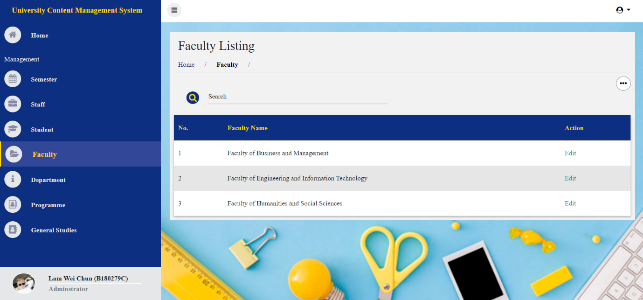 University Content Management System
Home
Management
Semester
Staff
Student
Faculty
Department
Programme
General Studies
Lam Wei Chun (B180279C)
Administrator
Faculty Listing
Home / Faculty /
Search
No. Faculty Name Action
1 Faculty of Business and Management Edit
2 Faculty of Engineering and Information Technology Edit
3 Faculty of Humanities and Social Sciences Edit